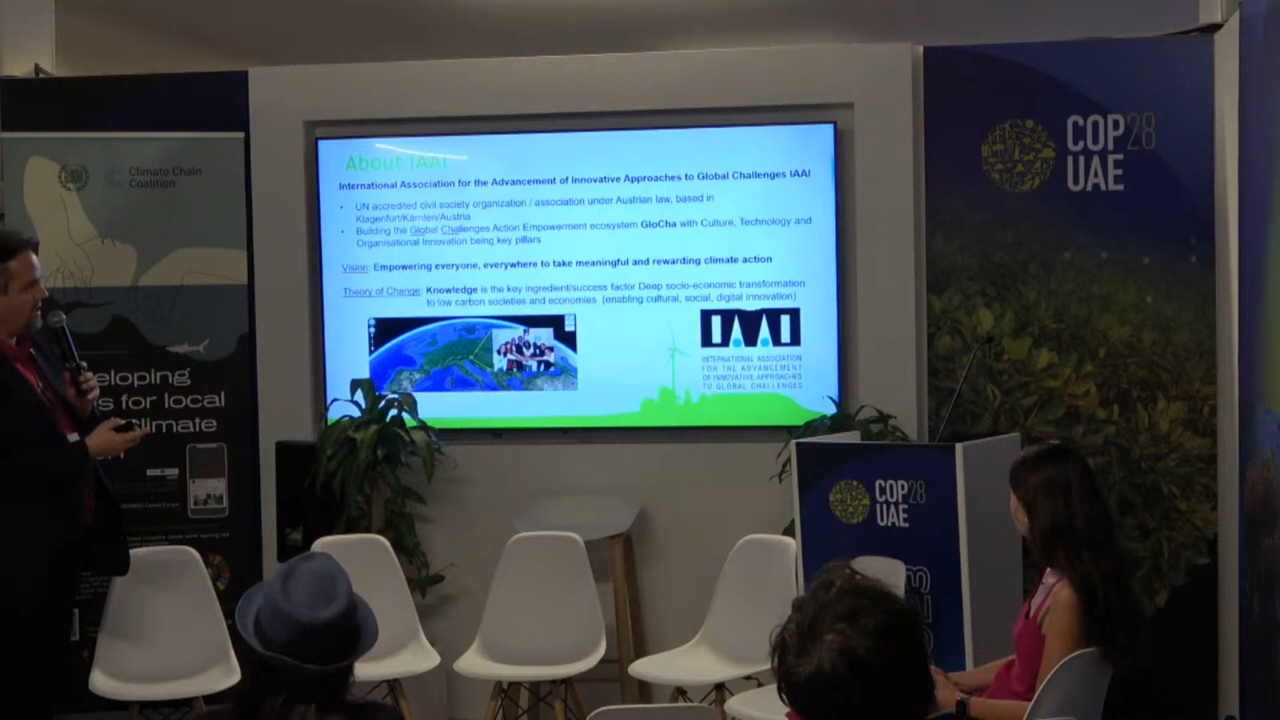 About IAAI
International Association for the Advancement of Innovative Approaches to Global Challenges IAAI
• UN accredited civil society organization / association under Austrian law, based in
Klagenfurt/Kärnten/Austria
• Building the Global Challenges Action Empowerment ecosystem GloCha with Culture, Technology and
Organisational Innovation being key pillars
Vision: Empowering everyone, everywhere to take meaningful and rewarding climate action
Theory of Change: Knowledge is the key ingredient/success factor Deep socio-economic transformation
to low carbon societies and economies (enabling cultural, social, digital innovation)
INTERNATIONAL ASSOCIATION
FOR THE ADVANCEMENT
OF INNOVATIVE APPROACHES
TO GLOBAL CHALLENGES
Climate Chain
Coalition
eloping
s for local
limate
COP28
UAE
COP28
UAE